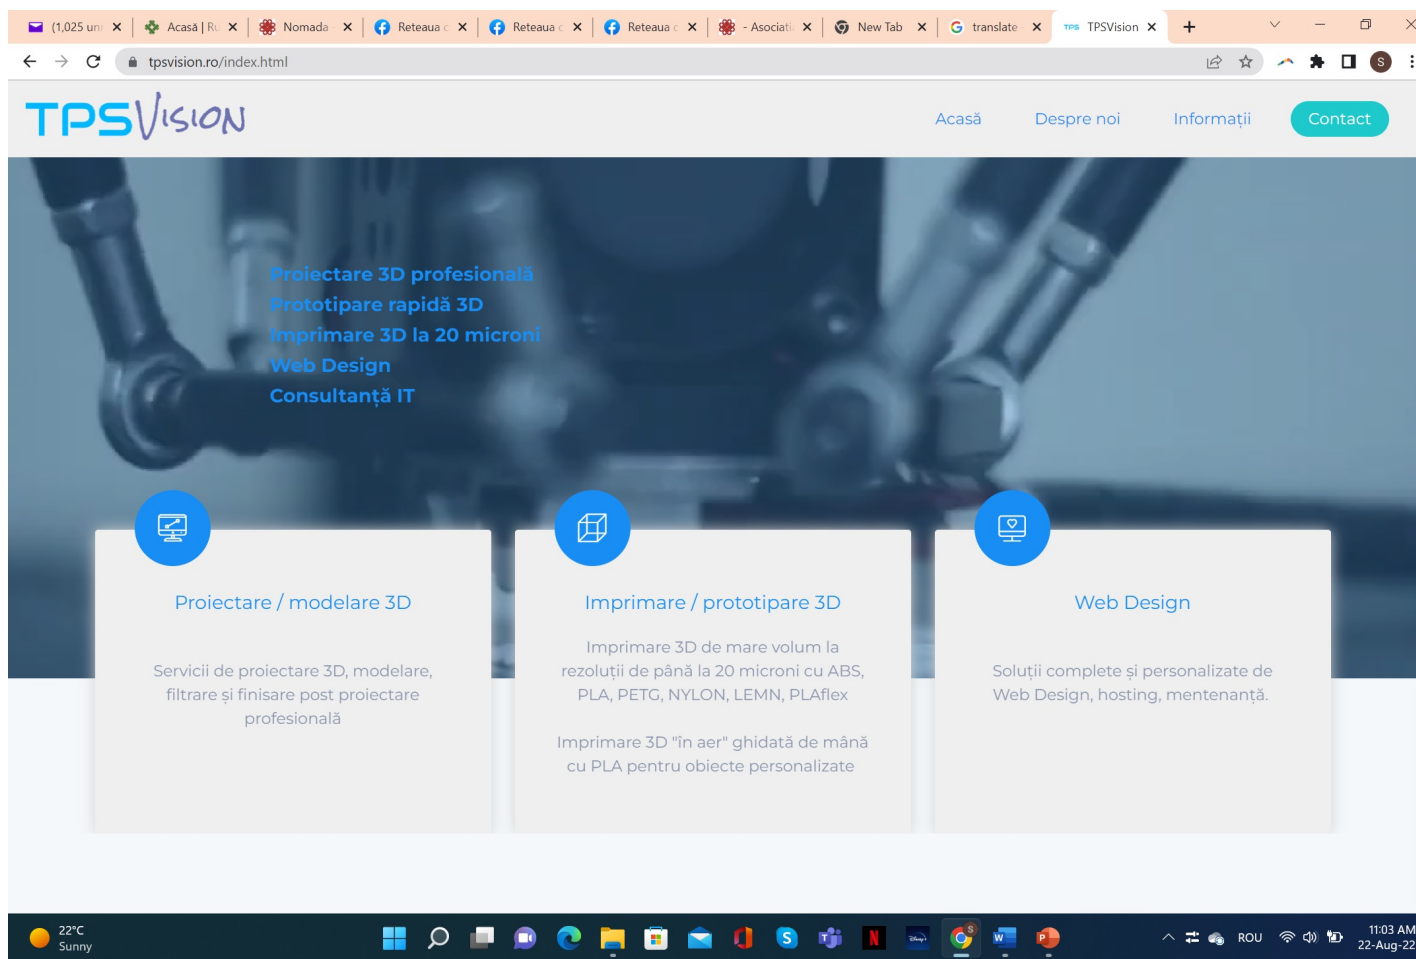 (1,025 un
Acasă | Ru
Nomada
Reteaua c
Reteaua c
Reteaua c
- Asociati
New Tab
translate
TPS TPSVision
tpsvision.ro/index.html
S
TPSVISION
Acasă
Despre noi
Informații
Contact
Proiectare 3D profesională
Prototipare rapidă 3D
Imprimare 3D la 20 microni
Web Design
Consultanță IT
Proiectare / modelare 3D
Servicii de proiectare 3D, modelare,
filtrare și finisare post proiectare
profesională
Imprimare / prototipare 3D
Imprimare 3D de mare volum la
rezoluții de până la 20 microni cu ABS,
PLA, PETG, NYLON, LEMN, PLAflex
Imprimare 3D "în aer" ghidată de mână
cu PLA pentru obiecte personalizate
Web Design
Soluții complete și personalizate de
Web Design, hosting, mentenanță.
22°C
Sunny
ROU
11:03 AM
22-Aug-22